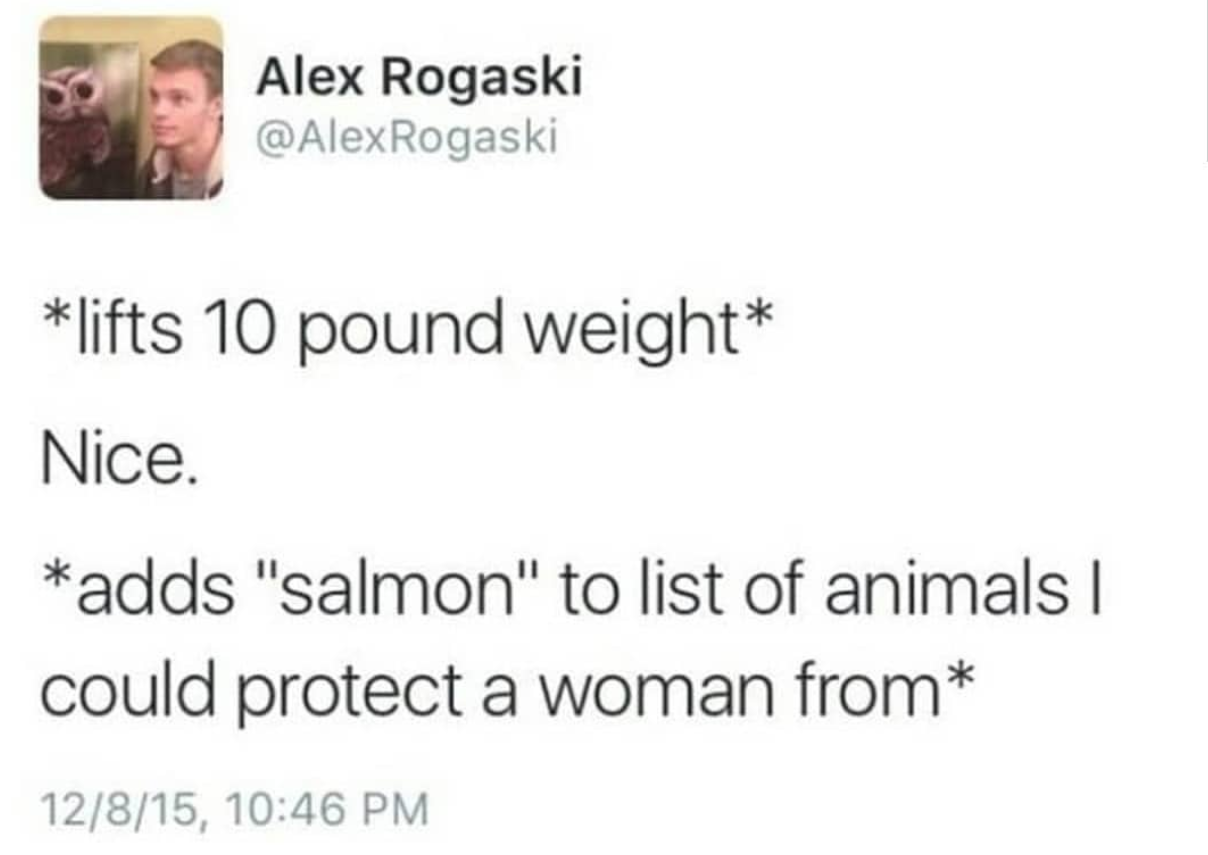 Alex Rogaski
@AlexRogaski
*lifts 10 pound weight*
Nice.
*adds "salmon" to list of animals I
could protect a woman from*
12/8/15, 10:46 PM